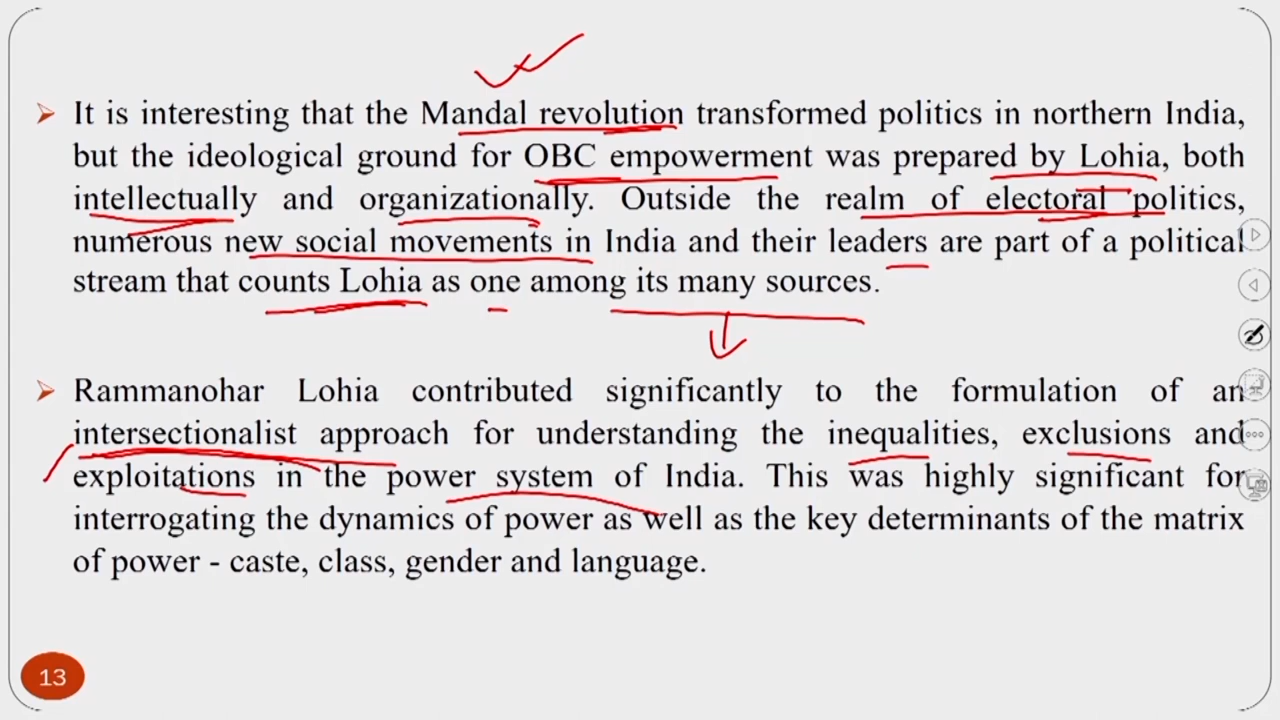 It is interesting that the Mandal revolution transformed politics in northern India,
but the ideological ground for OBC empowerment was prepared by Lohia, both
intellectually and organizationally. Outside the realm of electoral politics,
numerous new social movements in India and their leaders are part of a political
stream that counts Lohia as one among its many sources.
Rammanohar Lohia contributed significantly to the formulation of an
intersectionalist approach for understanding the inequalities, exclusions and
exploitations in the power system of India. This was highly significant for
interrogating the dynamics of power as well as the key determinants of the matrix
of power - caste, class, gender and language.
13